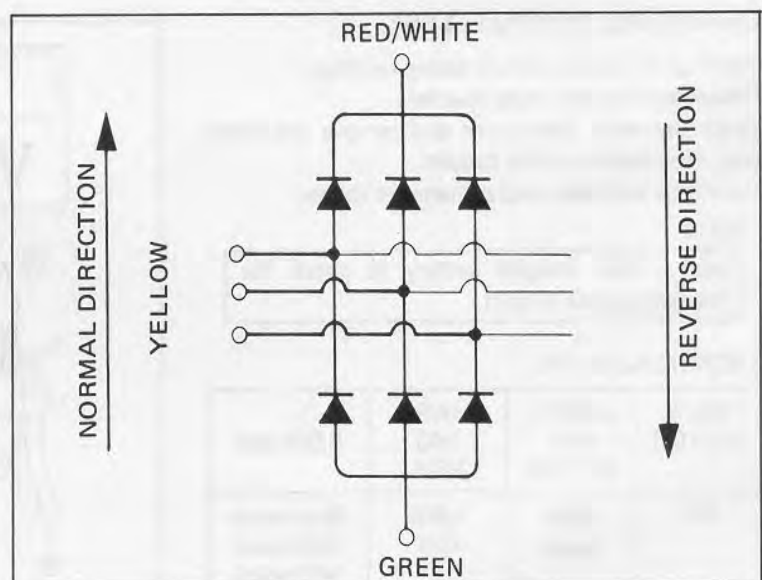 RED/WHITE
NORMAL DIRECTION
YELLOW
REVERSE DIRECTION
GREEN